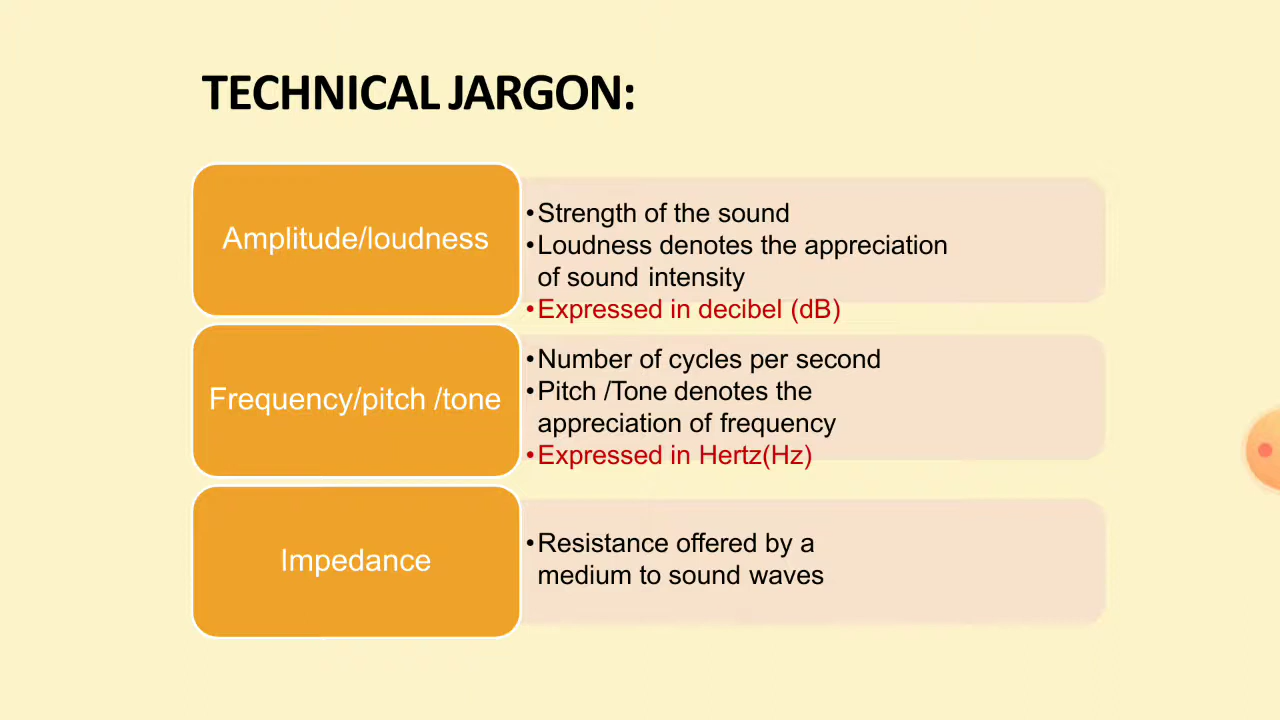 TECHNICAL JARGON:
Amplitude/loudness
•Strength of the sound
•Loudness denotes the appreciation
of sound intensity
•Expressed in decibel (dB)
Frequency/pitch /tone
•Number of cycles per second
•Pitch /Tone denotes the
appreciation of frequency
•Expressed in Hertz(Hz)
Impedance
•Resistance offered by a
medium to sound waves